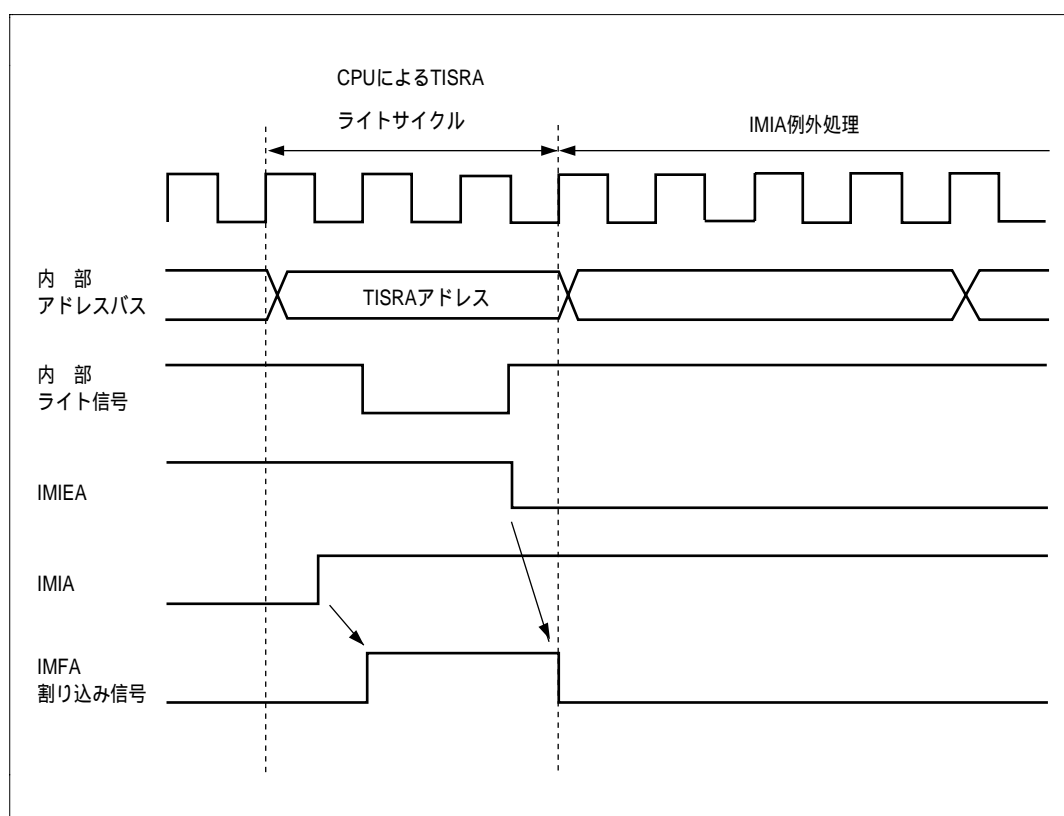 CPUによるTISRA
ライトサイクル
IMIA例外処理
内　部
アドレスバス
TISRAアドレス
内　部
ライト信号
IMIEA
IMIA
IMFA
割り込み信号